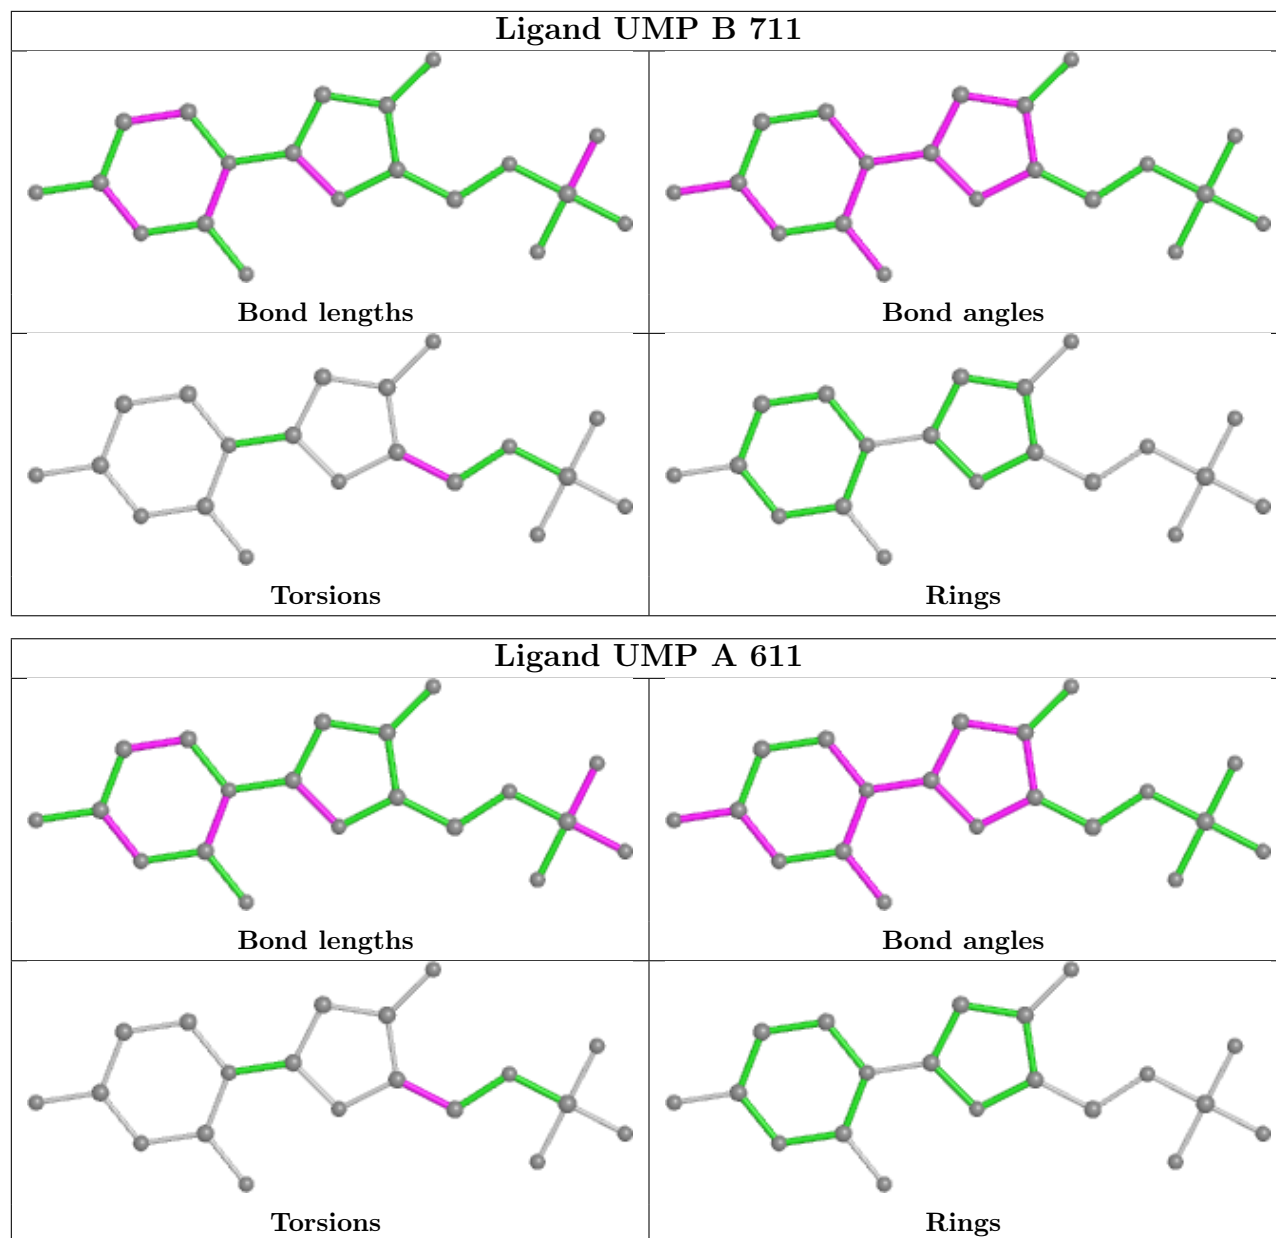 Ligand UMP B 711
Bond lengths
Bond angles
Torsions
Rings
Ligand UMP A 611
Bond lengths
Bond angles
Torsions
Rings